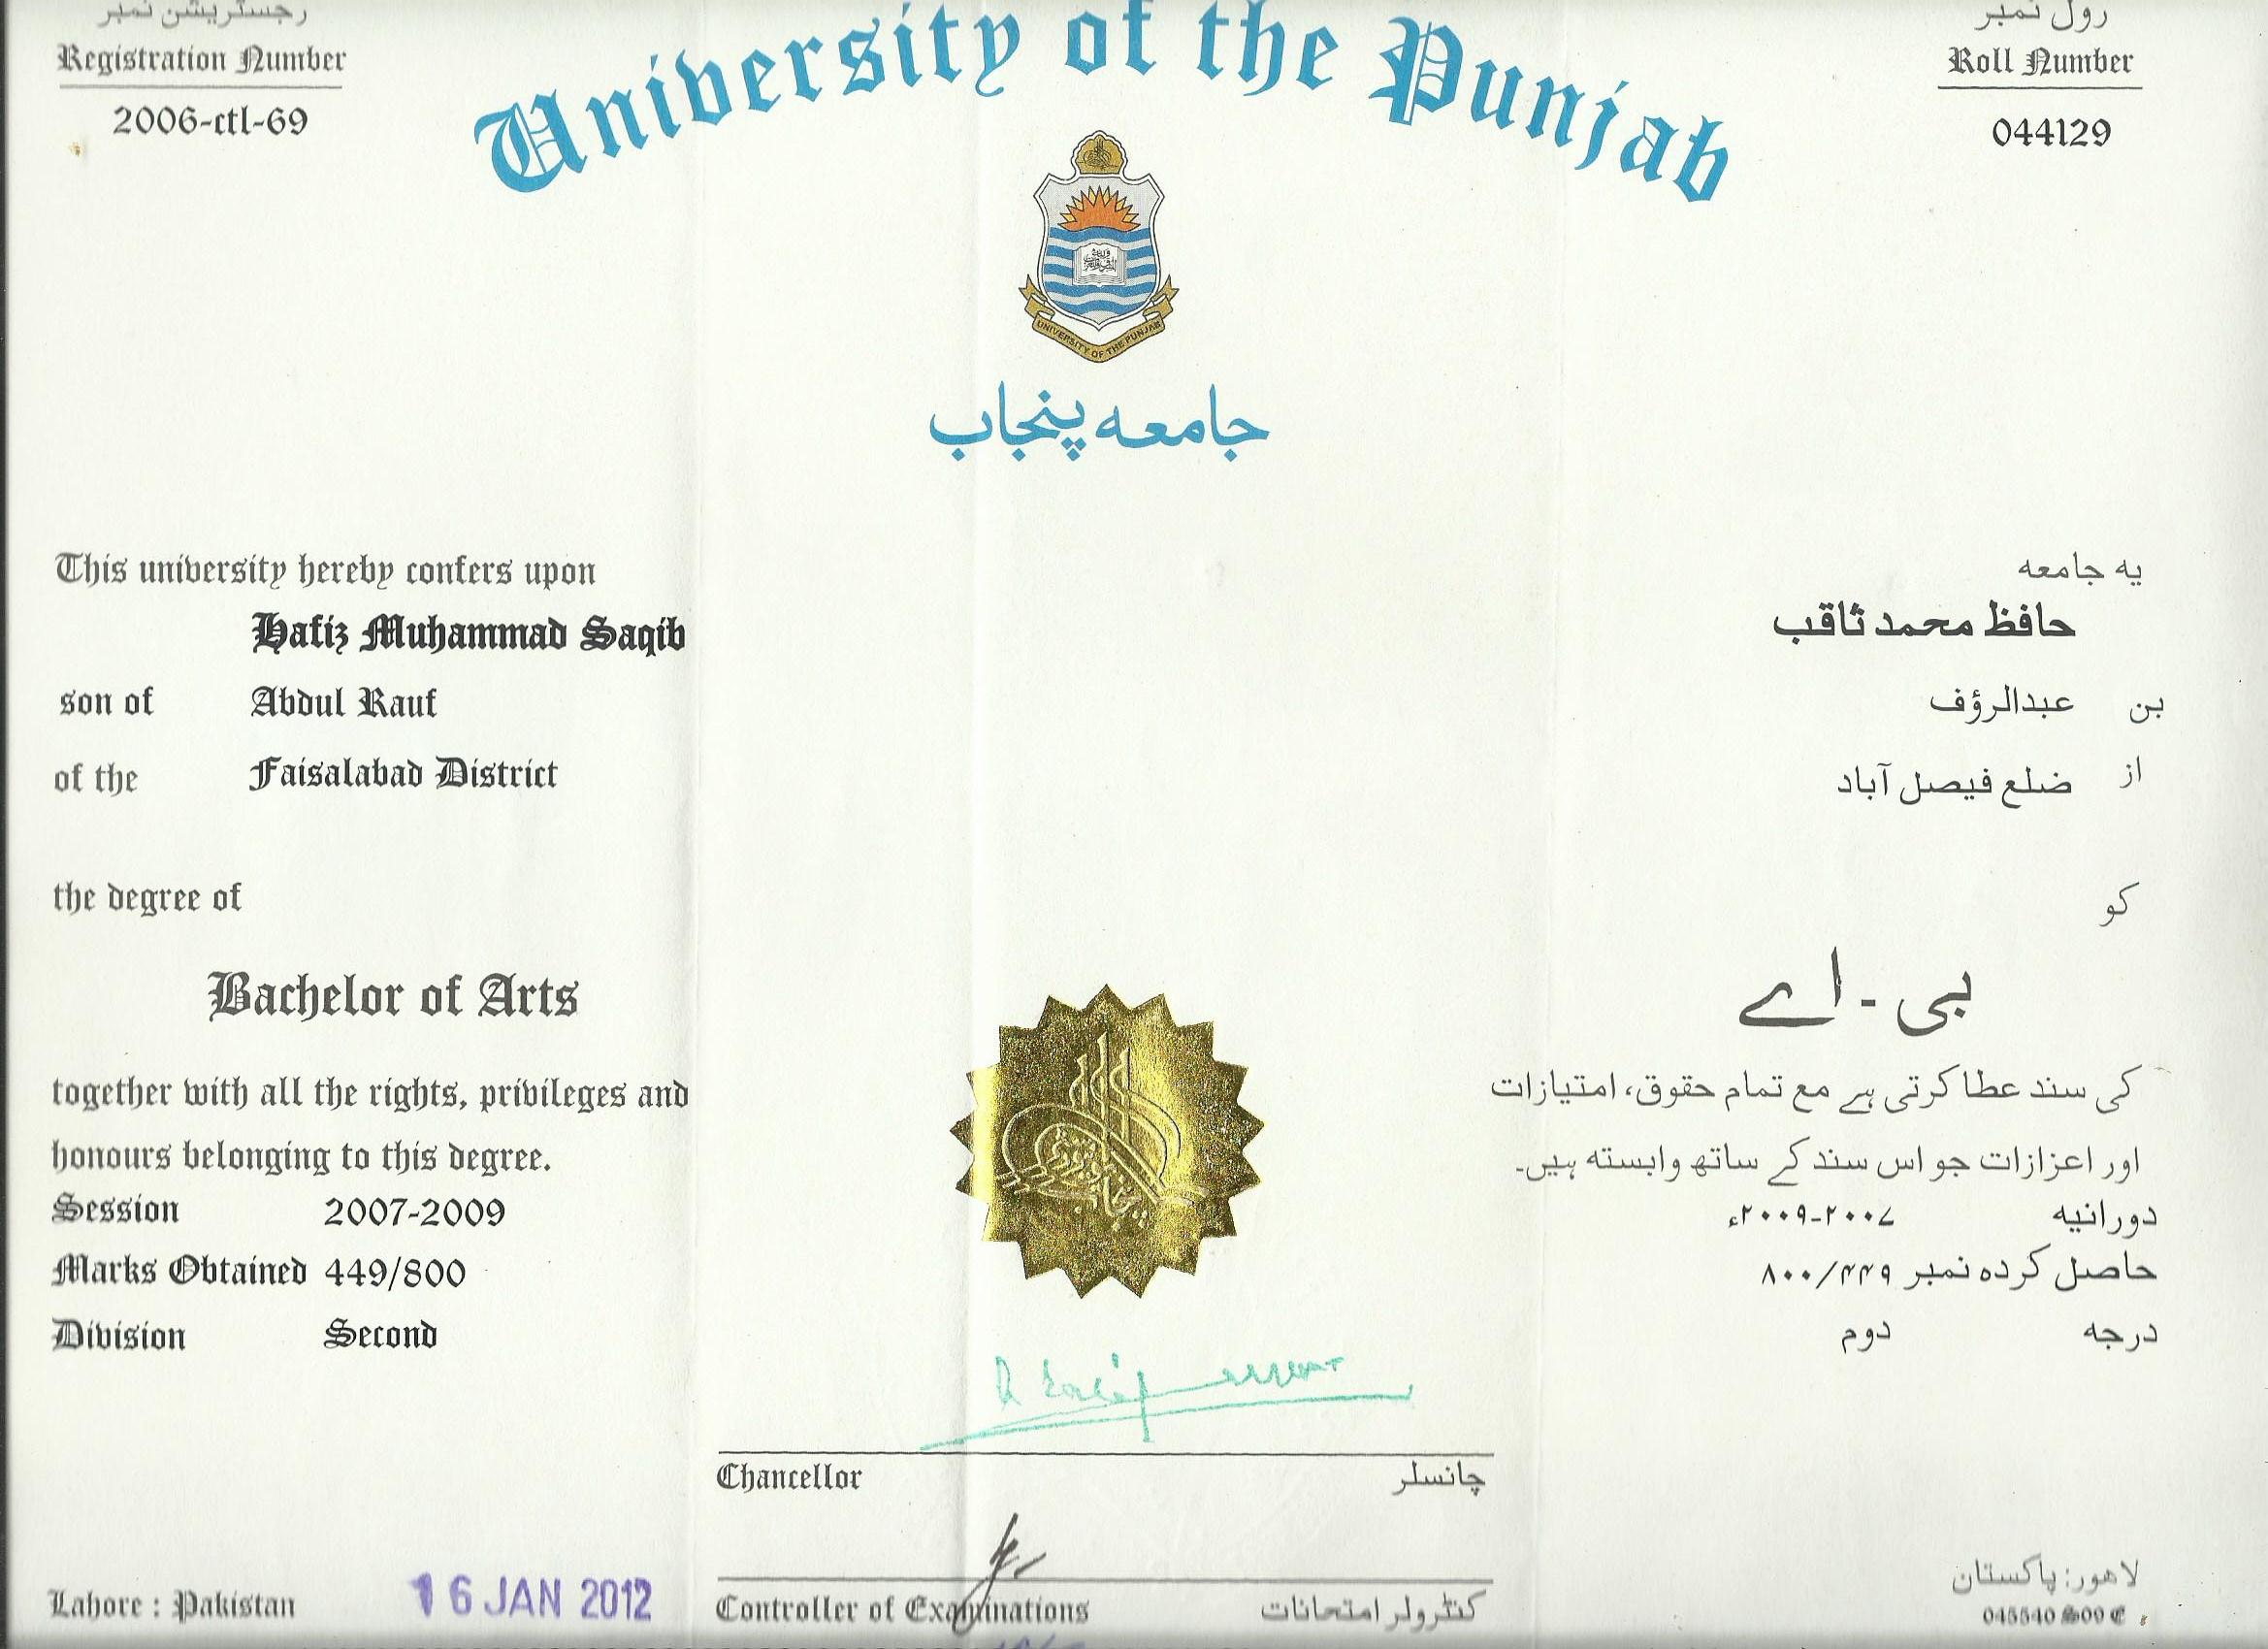 رجسٹریشن نمبر
Registration Number
2006-ctl-69
University of the Punjab
رول نمبر
Roll Number
044129
UNIVERSITY OF THE PUNJAB
جامعہ پنجاب
This university hereby confers upon
Hafiz Muhammad Saqib
son of Abdul Rauf
of the Faisalabad District
the degree of
Bachelor of Arts
together with all the rights, privileges and
honours belonging to this degree.
Session 2007-2009
Marks Obtained 449/800
Division Second
یہ جامعہ
حافظ محمد ثاقب
بن عبدالرؤف
از ضلع فیصل آباد
کو
بی - اے
کی سند عطا کرتی ہے مع تمام حقوق، امتیازات
اور اعزازات جو اس سند کے ساتھ وابستہ ہیں۔
دورانیہ ۲۰۰۷-۲۰۰۹ء
حاصل کردہ نمبر ۴۴۹/۸۰۰
درجہ دوم
Chancellor چانسلر
Controller of Examinations کنٹرولر امتحانات
Lahore : Pakistan
16 JAN 2012
لاهور: پاکستان
045540 S09 C